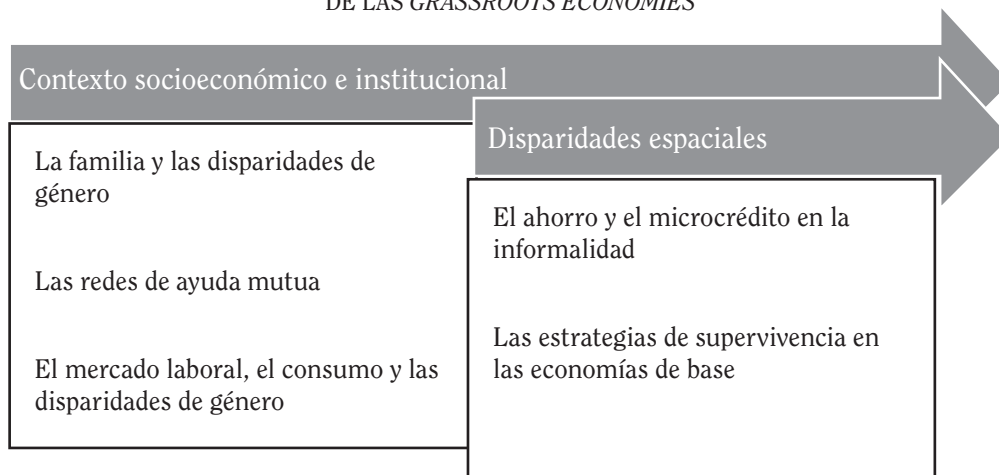 DE LAS GRASSROOTS ECONOMIES
Contexto socioeconómico e institucional
La familia y las disparidades de
género
Las redes de ayuda mutua
El mercado laboral, el consumo y las
disparidades de género
Disparidades espaciales
El ahorro y el microcrédito en la
informalidad
Las estrategias de supervivencia en
las economías de base